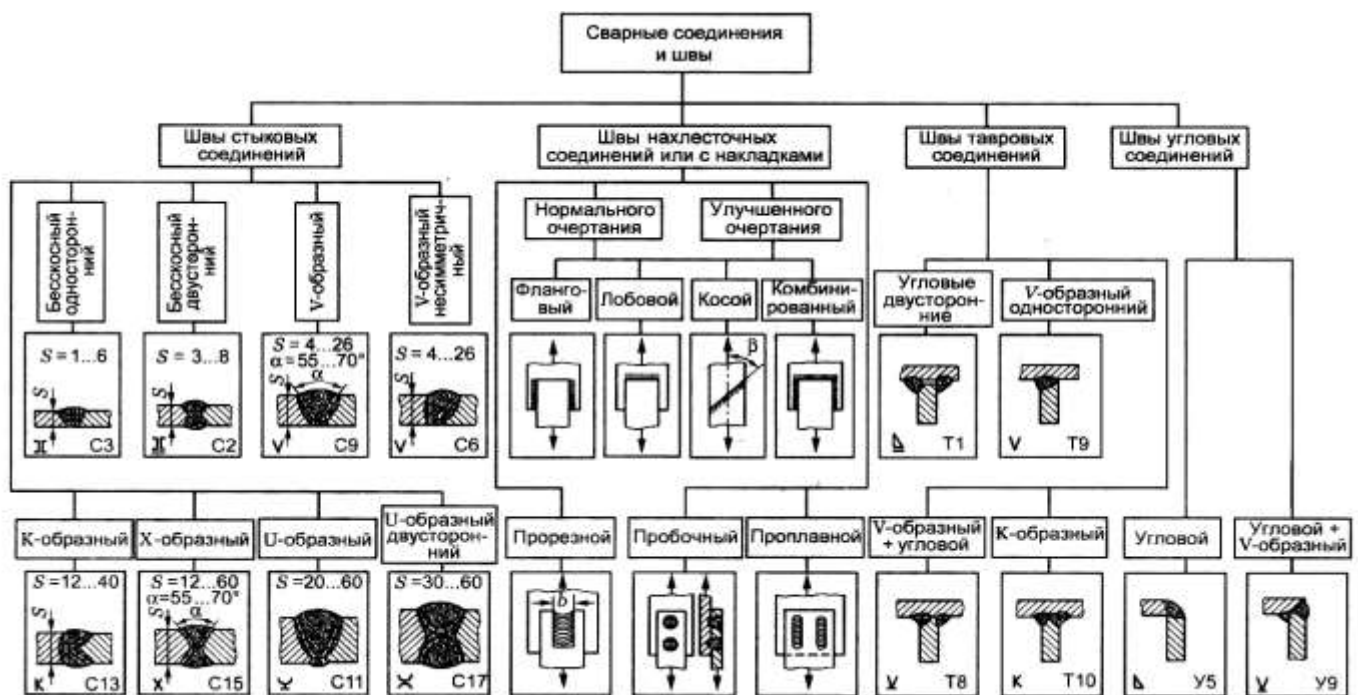 Сварные соединения
и швы
Швы стыковых
соединений
Швы нахлесточных
соединений или с накладками
Швы тавровых
соединений
Швы угловых
соединений
Бесскосный
односторон-
ний
Бесскосный
двусторон-
ний
V-образный
V-образный
несимметрич-
ный
Нормального
очертания
Улучшенного
очертания
Фланго-
вый
Лобовой
Косой
Комбини-
рованный
Угловые
двусторон-
ние
V-образный
односторонний
S = 1...6
S
C3
S = 3...8
S
C2
S = 4...26
α=55...70°
α
S
V
C9
S = 4...26
S
V
C6
β
T1
V
T9
К-образный
Х-образный
U-образный
U-образный
двусторон-
ний
Прорезной
Пробочный
Проплавной
V-образный
+ угловой
К-образный
Угловой
Угловой +
V-образный
S=12...40
S
K
C13
S=12...60
α=55...70°
α
S
X
C15
S=20...60
C11
S=30...60
C17
b
T8
K
T10
У5
У9